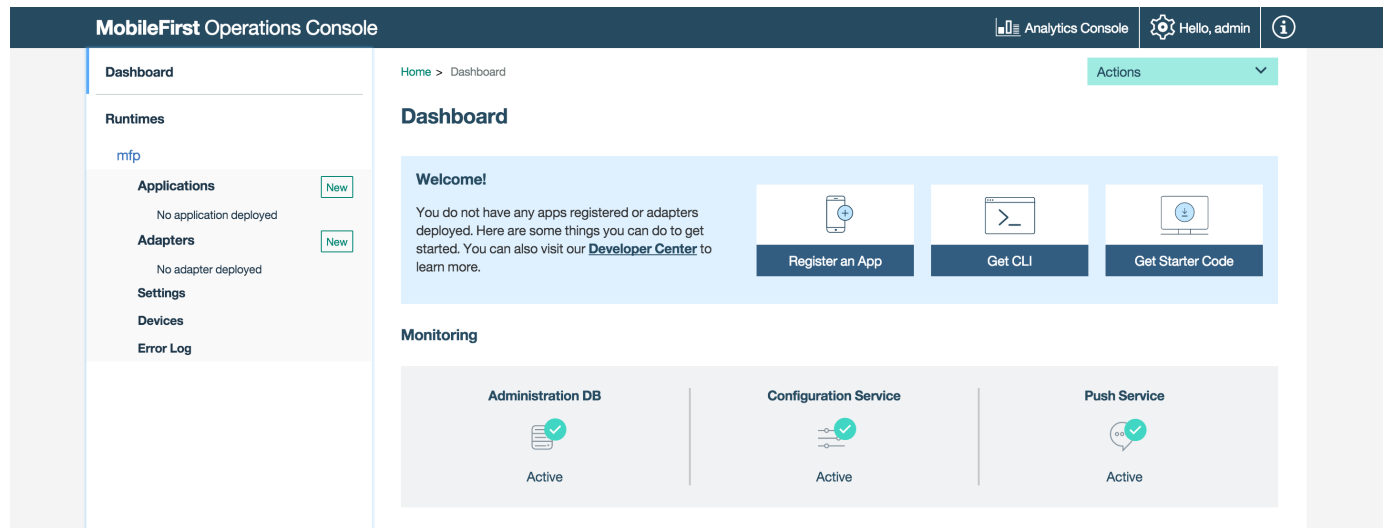 MobileFirst Operations Console
Analytics Console
Hello, admin
Dashboard
Runtimes
mfp
Applications New
No application deployed
Adapters New
No adapter deployed
Settings
Devices
Error Log
Home > Dashboard
Actions
Dashboard
Welcome!
You do not have any apps registered or adapters
deployed. Here are some things you can do to get
started. You can also visit our Developer Center to
learn more.
Register an App
Get CLI
Get Starter Code
Monitoring
Administration DB
Active
Configuration Service
Active
Push Service
Active